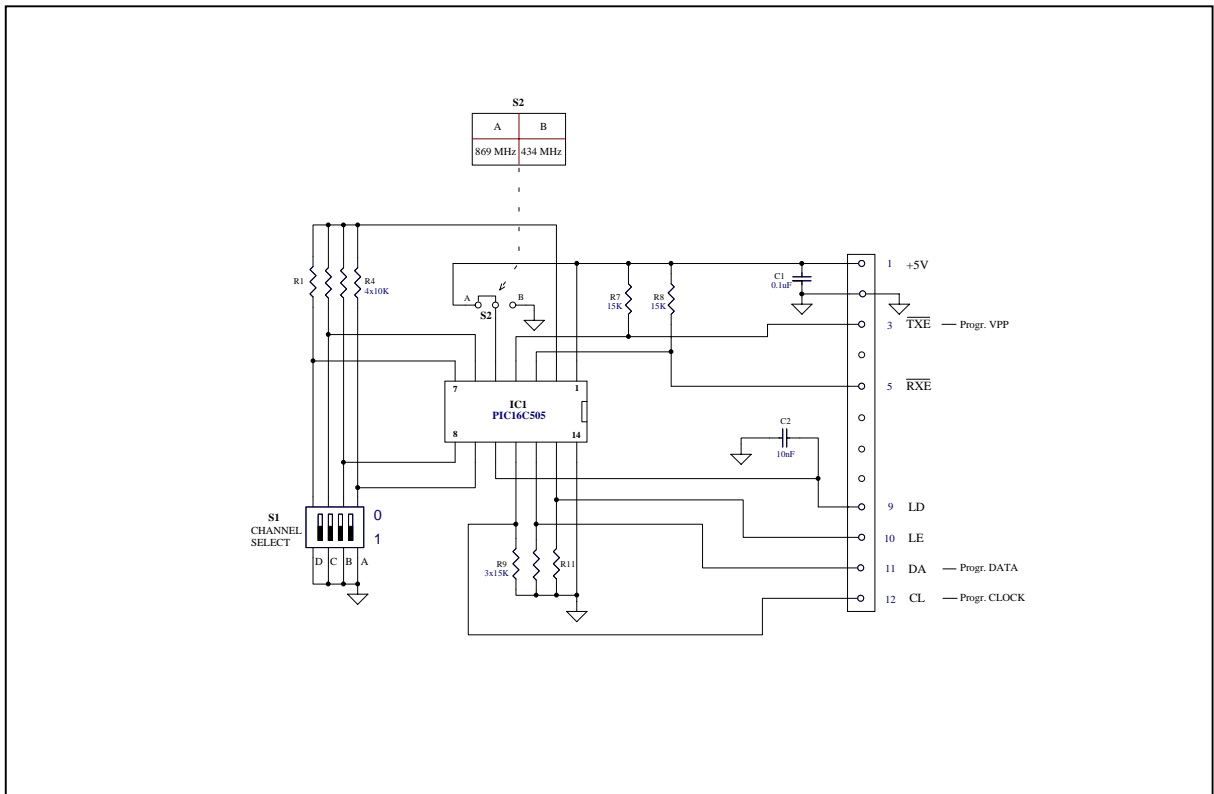 S2
A B
869 MHz 434 MHz
R1
R4
4x10K
A
B
S2
R7
15K
R8
15K
C1
0.1uF
1 +5V
3 TXE — Progr. VPP
5 RXE
7
1
IC1
PIC16C505
8
14
C2
10nF
S1
CHANNEL
SELECT
0
1
D C B A
R9
3x15K
R11
9 LD
10 LE
11 DA — Progr. DATA
12 CL — Progr. CLOCK